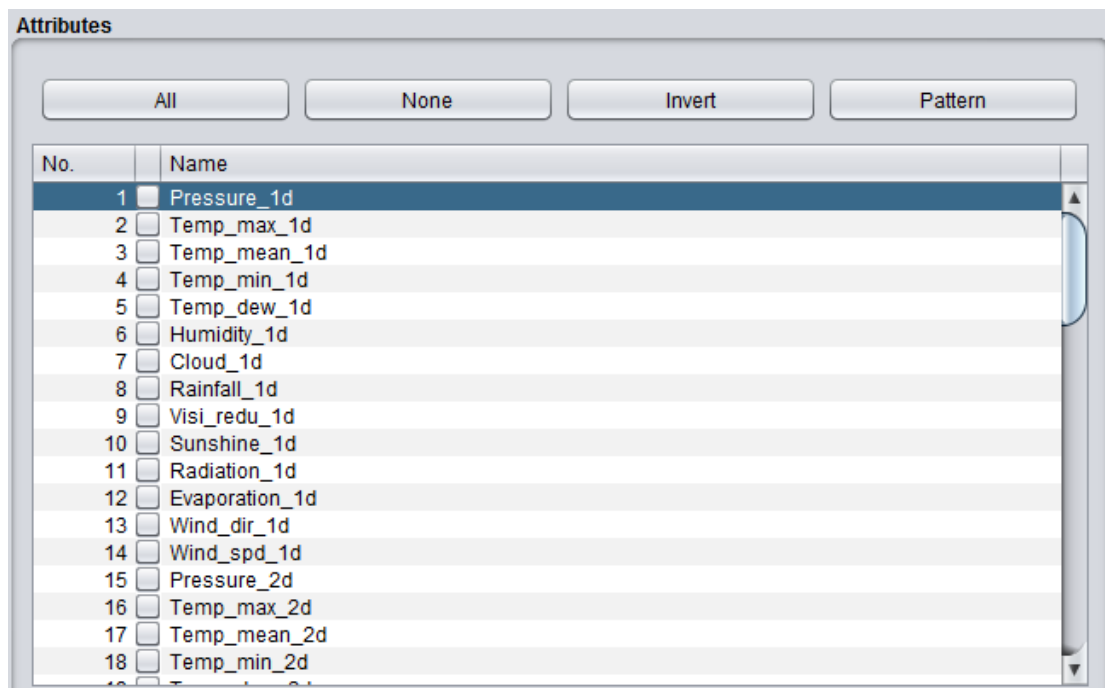 Attributes
All None Invert Pattern
No. Name
1 Pressure_1d
2 Temp_max_1d
3 Temp_mean_1d
4 Temp_min_1d
5 Temp_dew_1d
6 Humidity_1d
7 Cloud_1d
8 Rainfall_1d
9 Visi_redu_1d
10 Sunshine_1d
11 Radiation_1d
12 Evaporation_1d
13 Wind_dir_1d
14 Wind_spd_1d
15 Pressure_2d
16 Temp_max_2d
17 Temp_mean_2d
18 Temp_min_2d